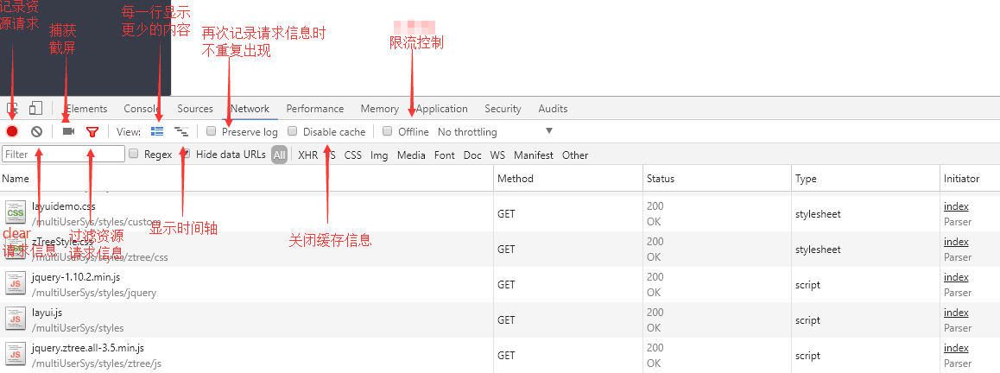 记录资
源请求
捕获
截屏
每一行显示
更少的内容
再次记录请求信息时
不重复出现
限流控制
Elements Console Sources Network Performance Memory Application Security Audits
View: Preserve log Disable cache Offline No throttling
Filter Regex Hide data URLs All XHR JS CSS Img Media Font Doc WS Manifest Other
Name Method Status Type Initiator
layuidemo.css
/multiUserSys/styles/custom
GET
200
OK
stylesheet
index
Parser
clear
请求信息
过滤资源
请求信息
显示时间轴
关闭缓存信息
zTreeStyle.css
/multiUserSys/styles/ztree/css
GET
200
OK
stylesheet
index
Parser
jquery-1.10.2.min.js
/multiUserSys/styles/jquery
GET
200
OK
script
index
Parser
layui.js
/multiUserSys/styles
GET
200
OK
script
index
Parser
jquery.ztree.all-3.5.min.js
/multiUserSys/styles/ztree/js
GET
200
OK
script
index
Parser